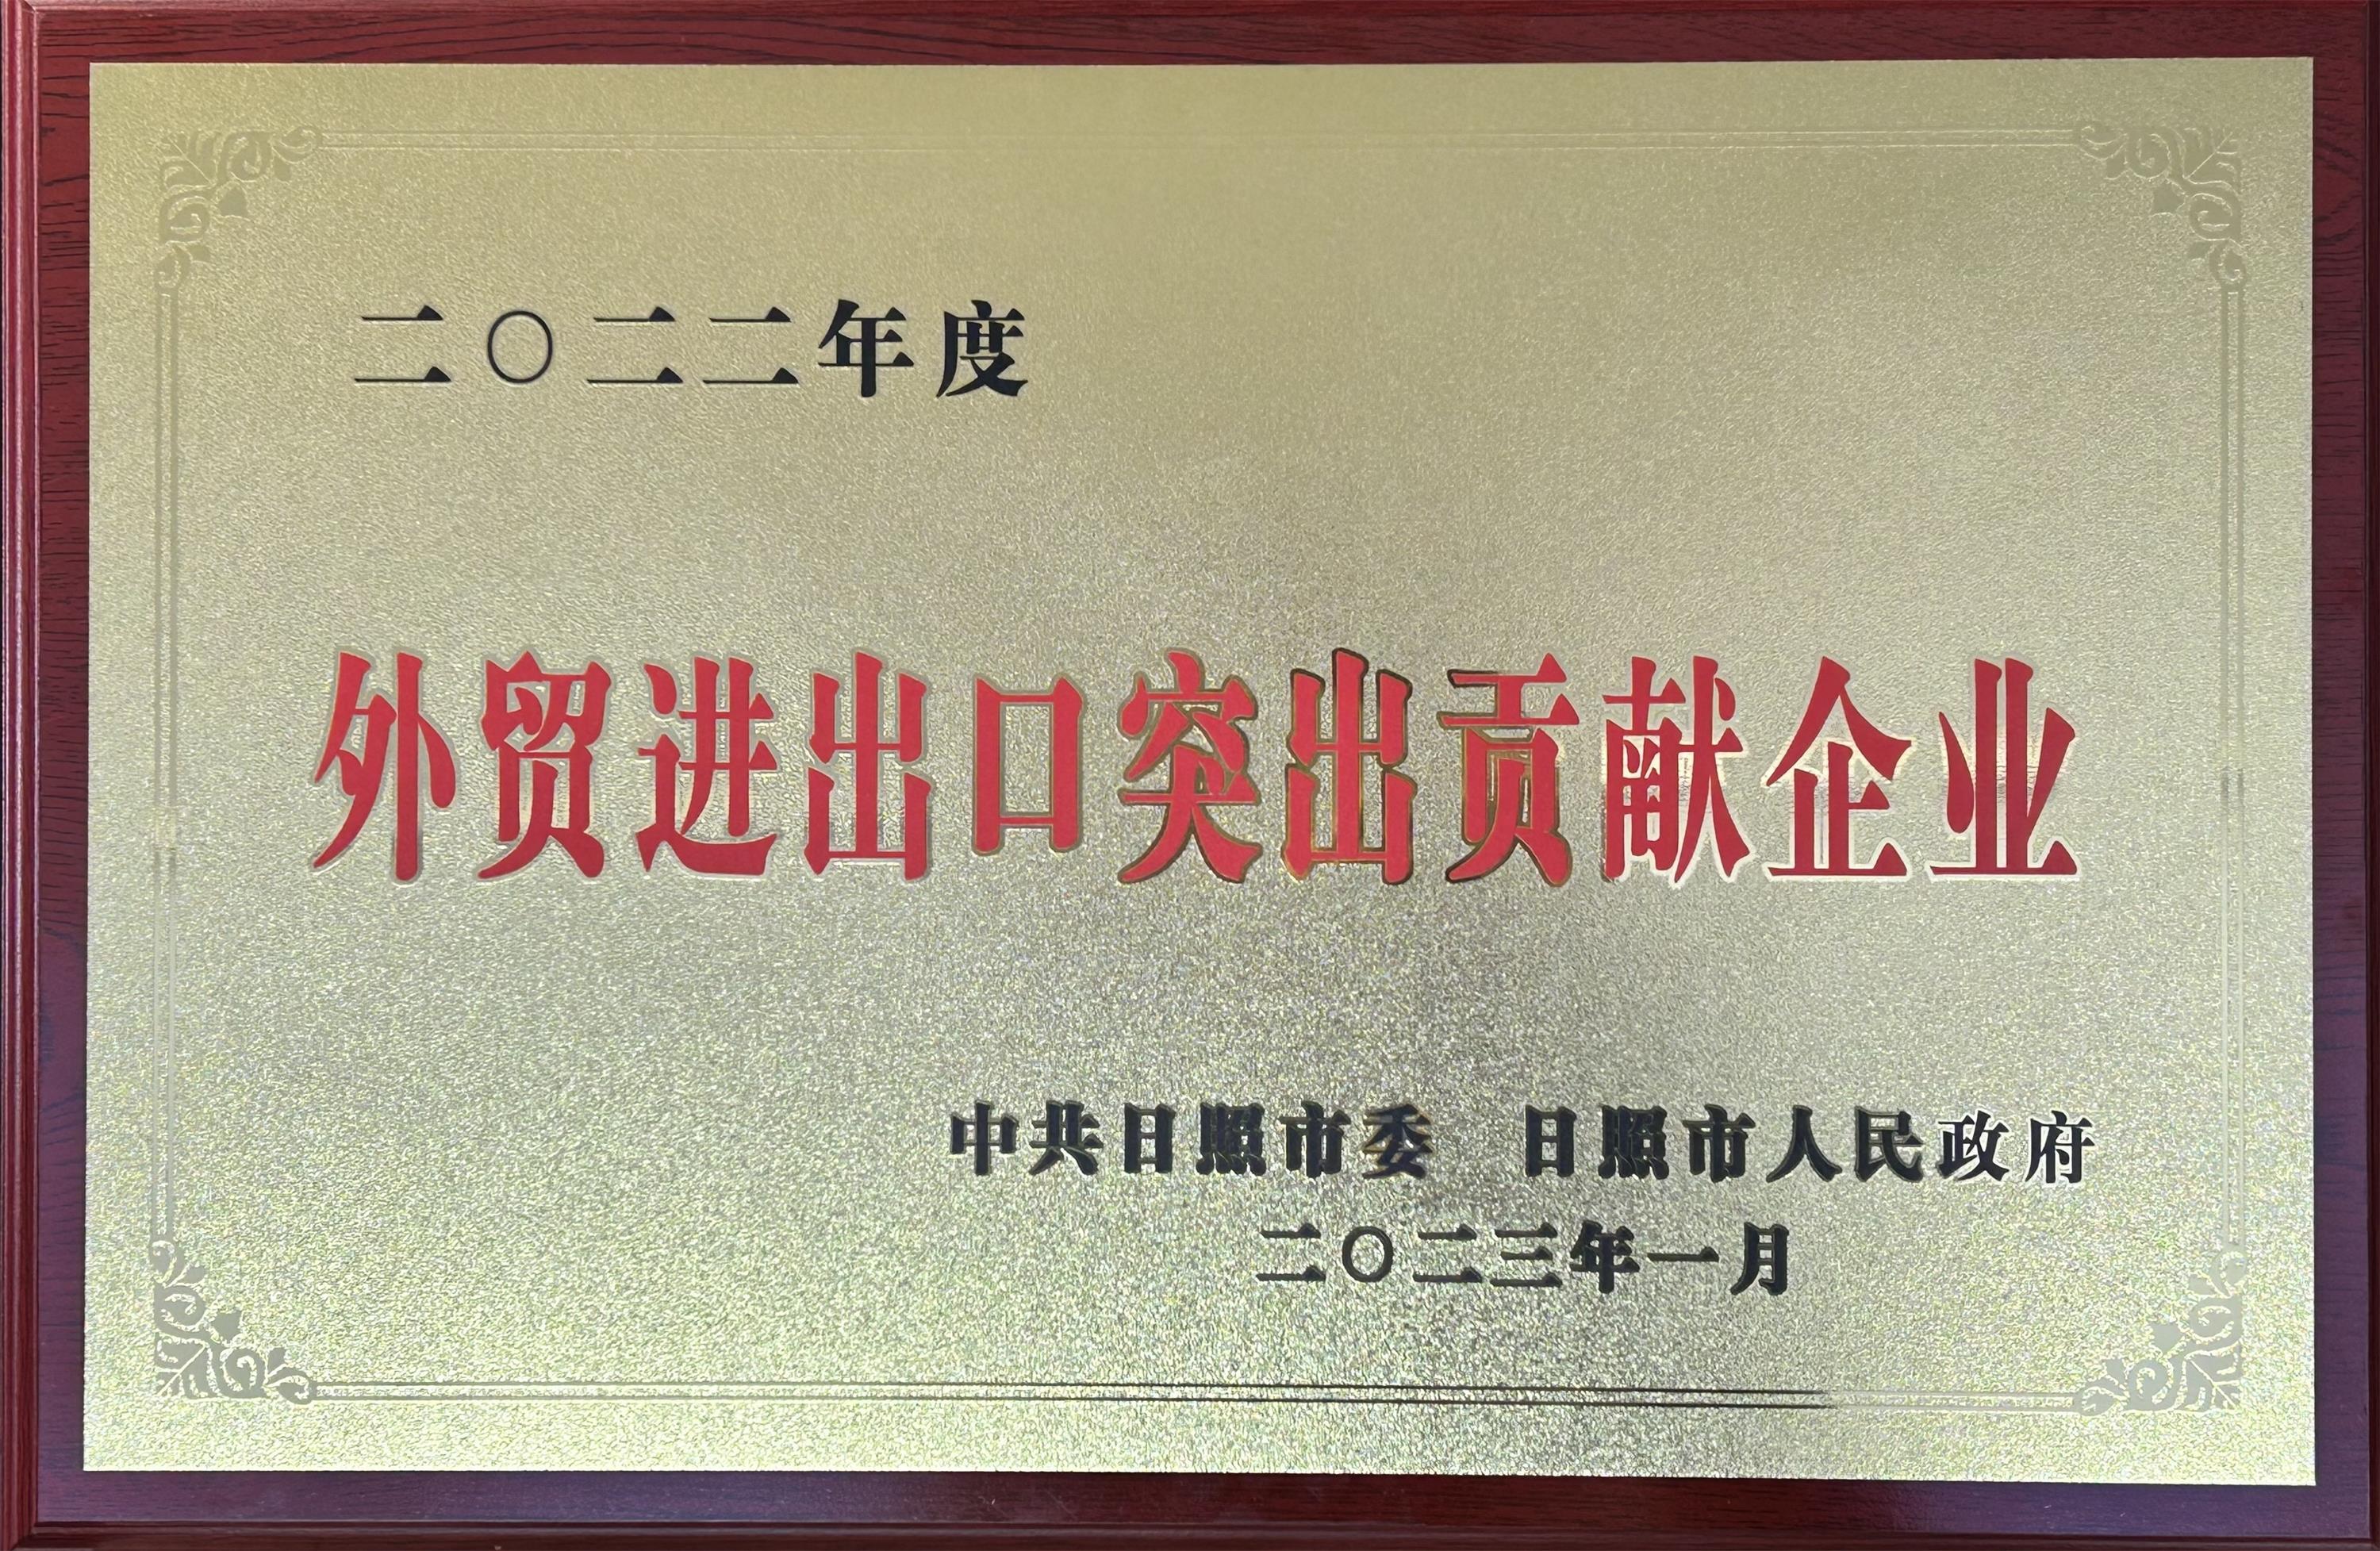 二〇二二年度
外贸进出口突出贡献企业
中共日照市委　日照市人民政府
二〇二三年一月